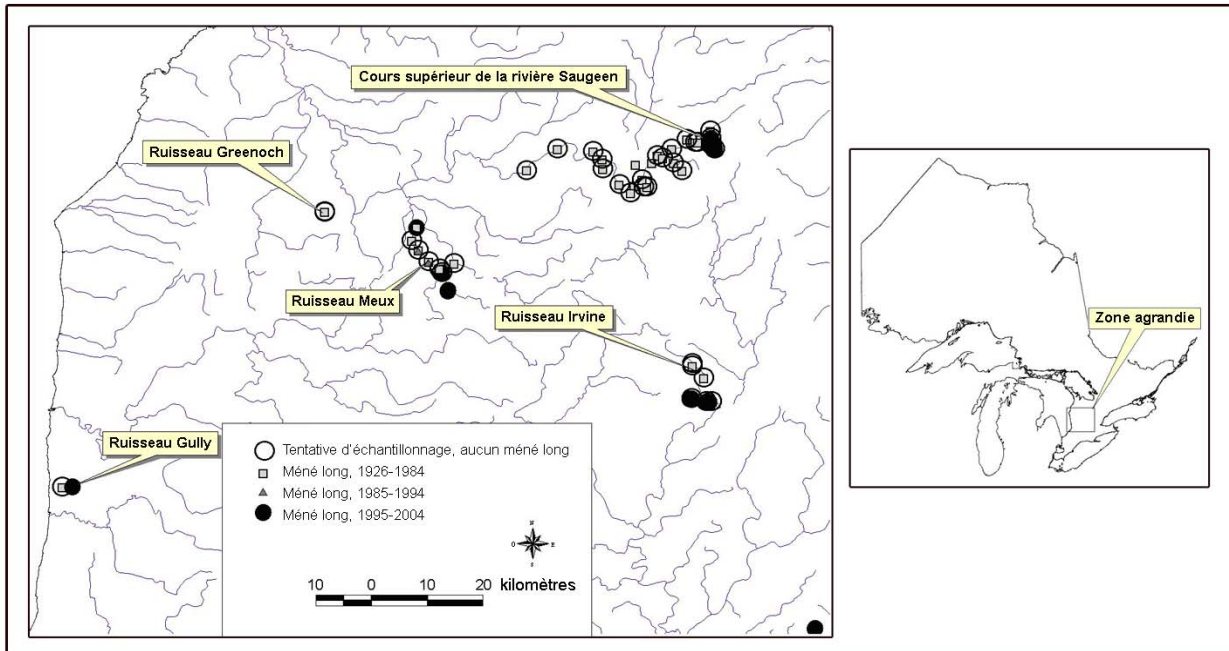 Cours supérieur de la rivière Saugeen
Ruisseau Greenoch
Ruisseau Meux
Ruisseau Irvine
Ruisseau Gully
Zone agrandie
Tentative d'échantillonnage, aucun méné long
Méné long, 1926-1984
Méné long, 1985-1994
Méné long, 1995-2004
N
O E
S
10 0 10 20 kilomètres